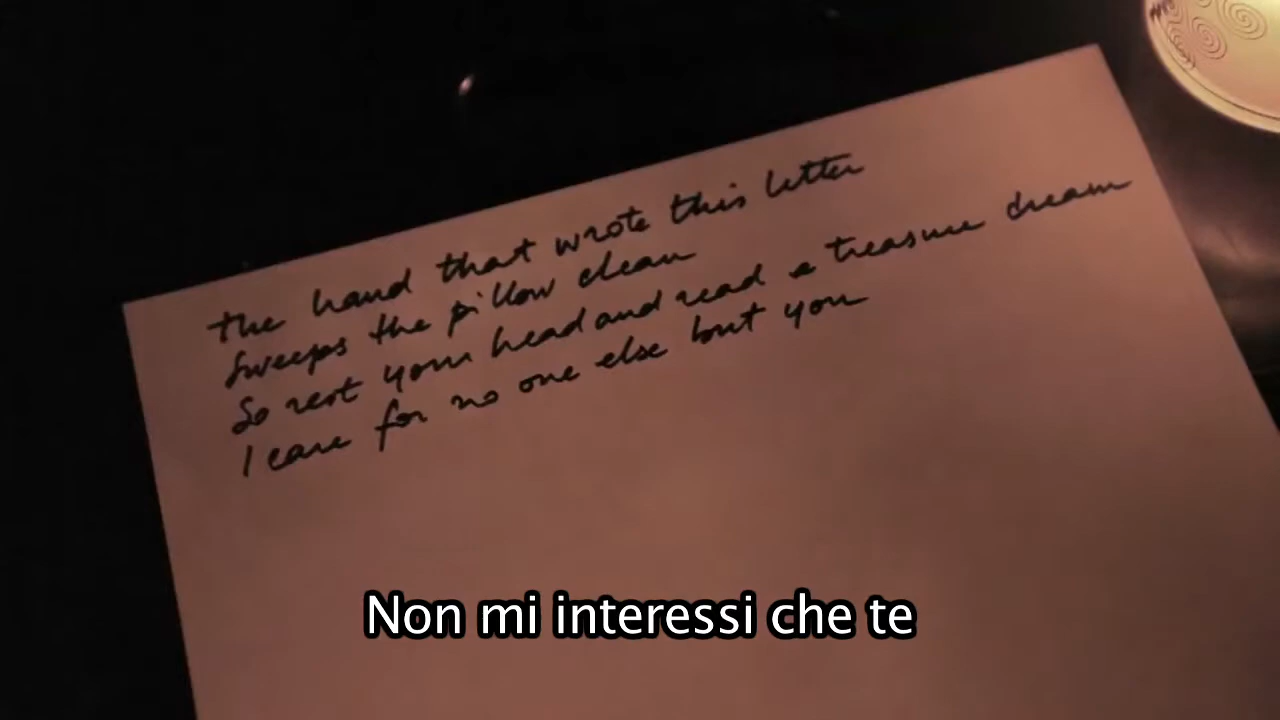 The hand that wrote this letter
Sweeps the pillow clean
So rest your head and read a treasure dream
I care for no one else but you
Non mi interessi che te